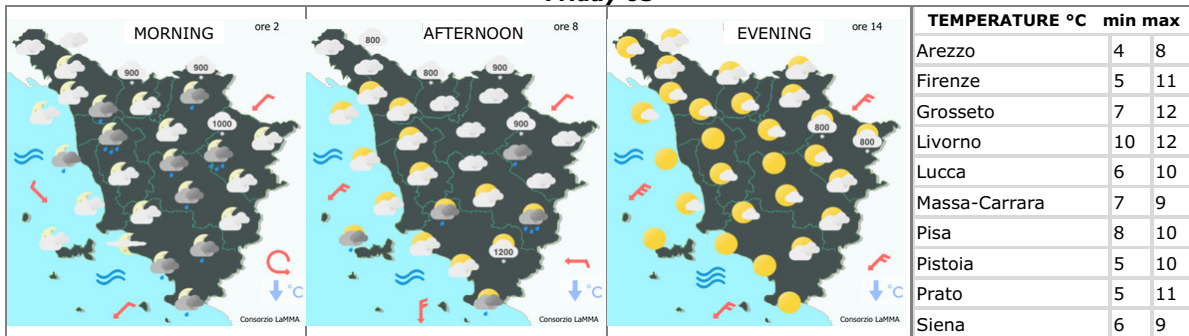 MORNING
ore 2
900
900
1000
°C
Consorzio LaMMA
AFTERNOON
ore 8
800
800
900
900
1200
°C
Consorzio LaMMA
EVENING
ore 14
800
800
°C
Consorzio LaMMA
TEMPERATURE °C min max
Arezzo 4 8
Firenze 5 11
Grosseto 7 12
Livorno 10 12
Lucca 6 10
Massa-Carrara 7 9
Pisa 8 10
Pistoia 5 10
Prato 5 11
Siena 6 9